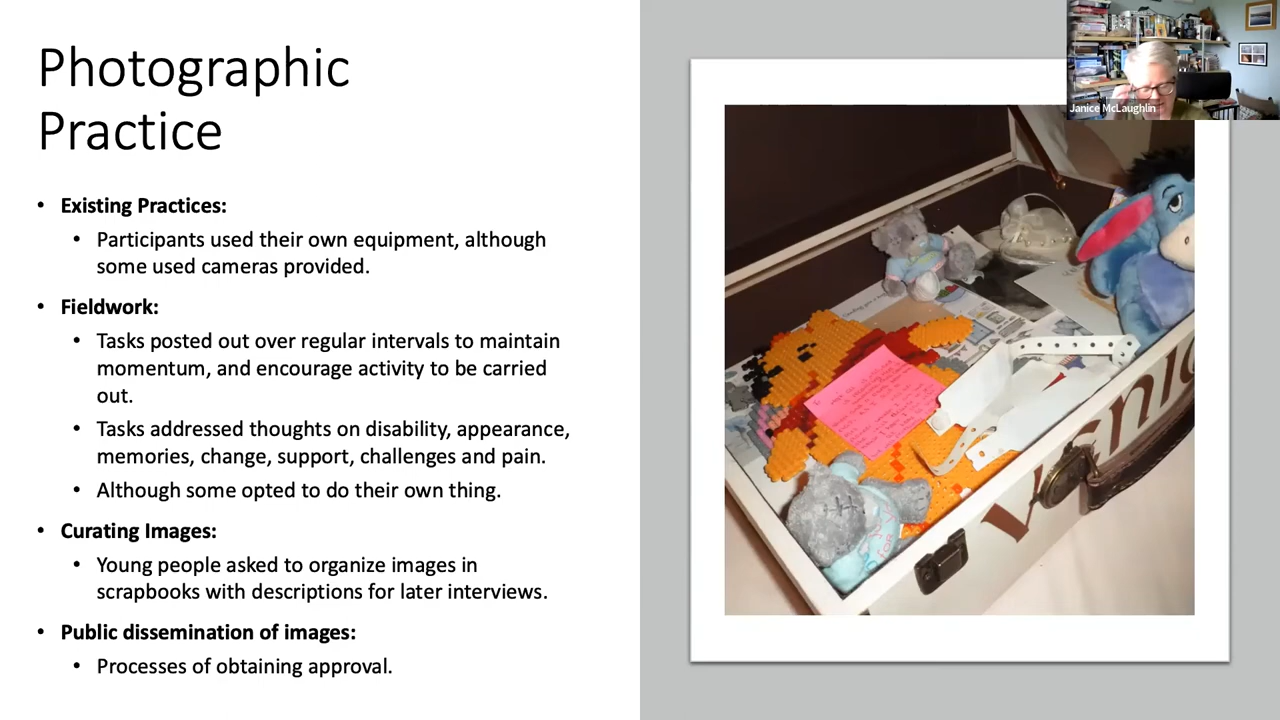 Photographic
Practice
• Existing Practices:
• Participants used their own equipment, although
some used cameras provided.
• Fieldwork:
• Tasks posted out over regular intervals to maintain
momentum, and encourage activity to be carried
out.
• Tasks addressed thoughts on disability, appearance,
memories, change, support, challenges and pain.
• Although some opted to do their own thing.
• Curating Images:
• Young people asked to organize images in
scrapbooks with descriptions for later interviews.
• Public dissemination of images:
• Processes of obtaining approval.
Janice McLaughlin